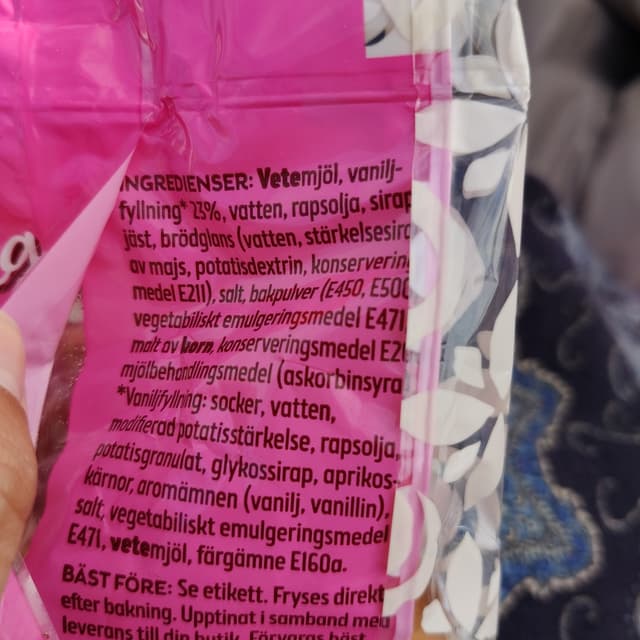 INGREDIENSER: Vetemjöl, vanilj-
fyllning* 23%, vatten, rapsolja, sirap
jäst, brödglans (vatten, stärkelsesirap
av majs, potatisdextrin, konservering
medel E211), salt, bakpulver (E450, E500
vegetabiliskt emulgeringsmedel E471,
malt av korn, konserveringsmedel
mjölbehandlingsmedel (askorbinsyra
*Vaniljfyllning: socker, vatten,
modifierad potatisstärkelse, rapsolja,
potatisgranulat, glykossirap, aprikos-
kärnor, aromämnen (vanilj, vanillin),
salt, vegetabiliskt emulgeringsmedel
E471, vetemjöl, färgämne E160a.
BÄST FÖRE: Se etikett. Fryses direkt
efter bakning. Upptinat i samband med
leverans till din butik. Förvaras bäst